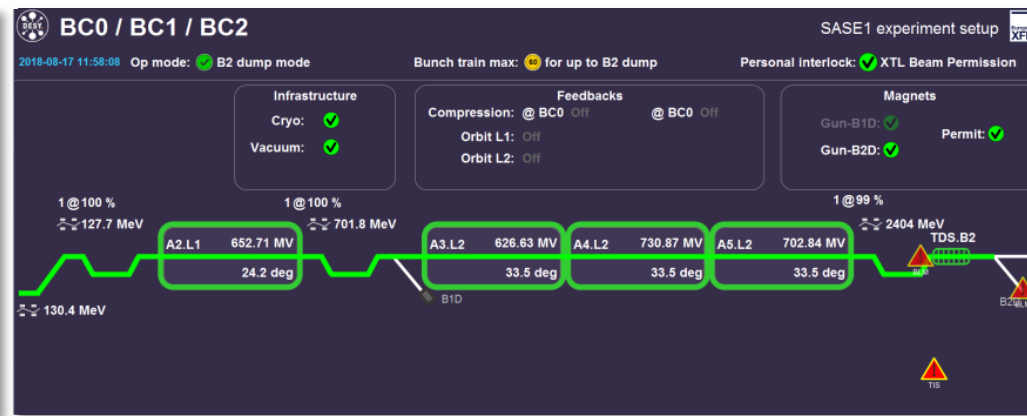 DESY. BC0 / BC1 / BC2 SASE1 experiment setup
2018-08-17 11:58:08 Op mode: B2 dump mode Bunch train max: 60 for up to B2 dump Personal interlock: XTL Beam Permission
Infrastructure
Cryo:
Vacuum:
Feedbacks
Compression: @ BC0 Off @ BC0 Off
Orbit L1: Off
Orbit L2: Off
Magnets
Gun-B1D:
Gun-B2D:
Permit:
1@100 % 1@100 % 1@99 %
127.7 MeV 701.8 MeV 2404 MeV
A2.L1 652.71 MV A3.L2 626.63 MV A4.L2 730.87 MV A5.L2 702.84 MV TDS.B2
24.2 deg 33.5 deg 33.5 deg 33.5 deg BLM
B1D
130.4 MeV
TIS